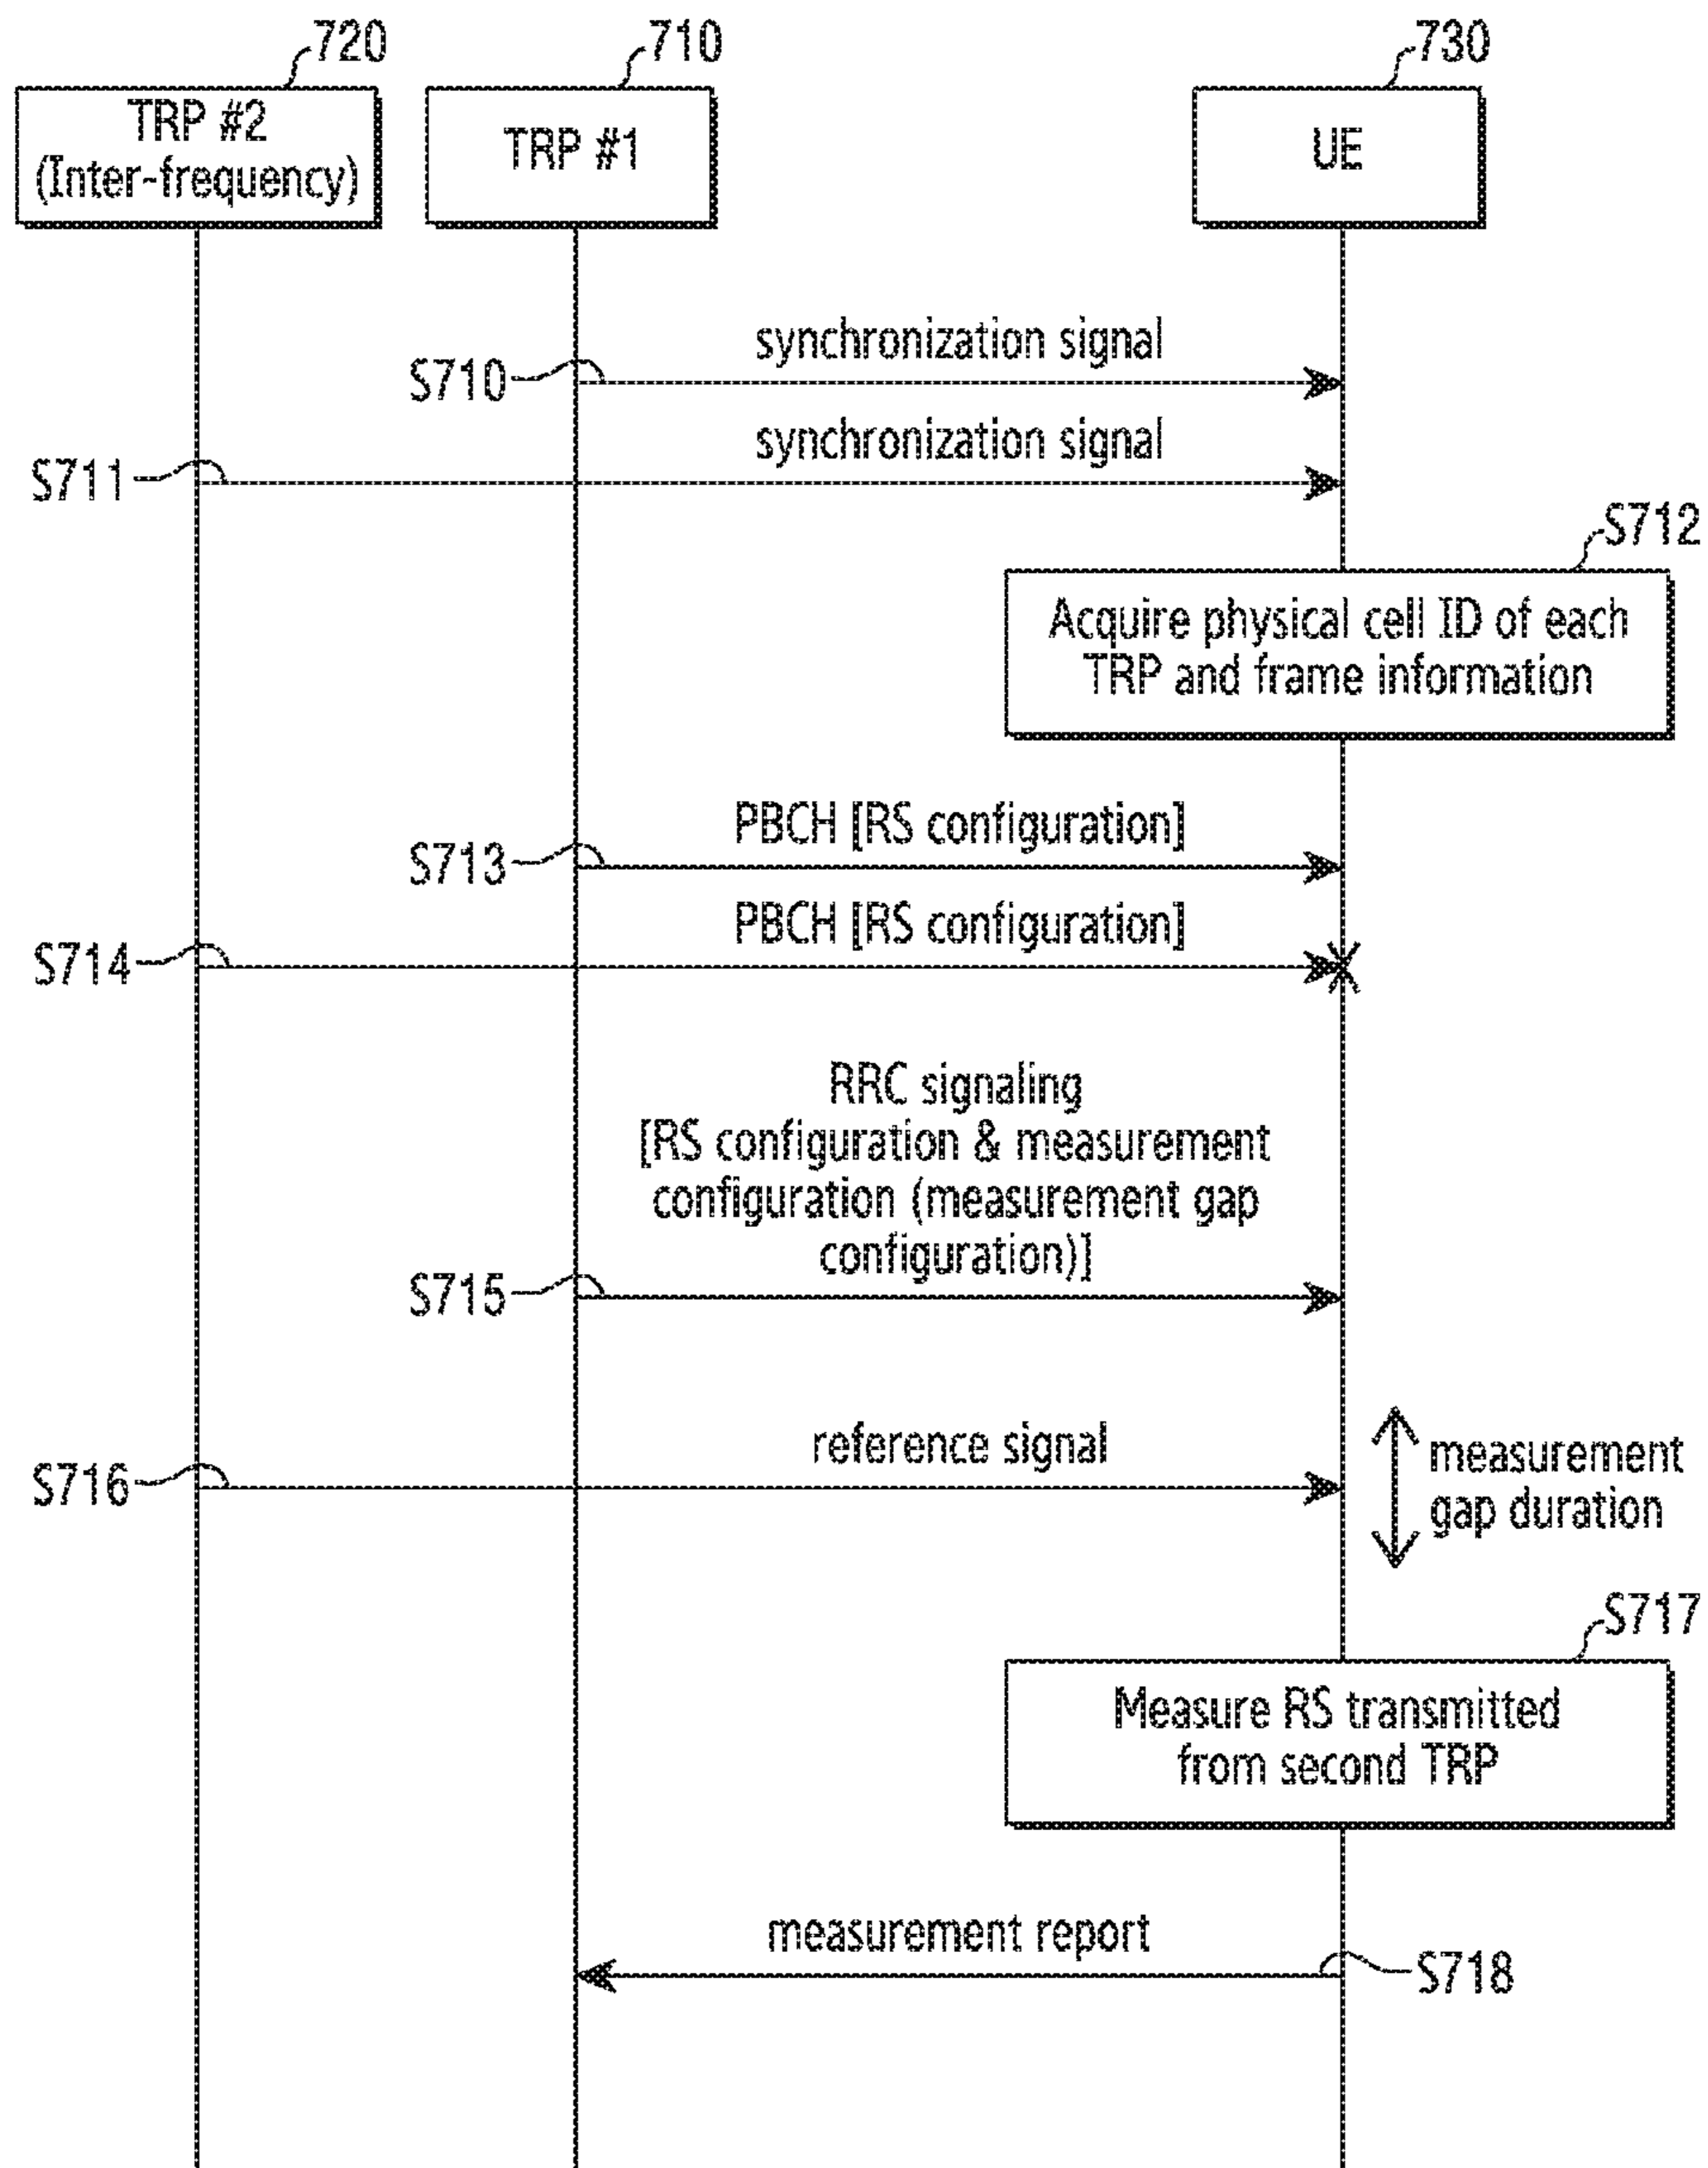 720
710
730
TRP #2
(Inter-frequency)
TRP #1
UE
synchronization signal
S710
synchronization signal
S711
S712
Acquire physical cell ID of each
TRP and frame information
PBCH [RS configuration]
S713
PBCH [RS configuration]
S714
RRC signaling
[RS configuration & measurement
configuration (measurement gap
configuration)]
S715
reference signal
S716
measurement
gap duration
S717
Measure RS transmitted
from second TRP
measurement report
S718